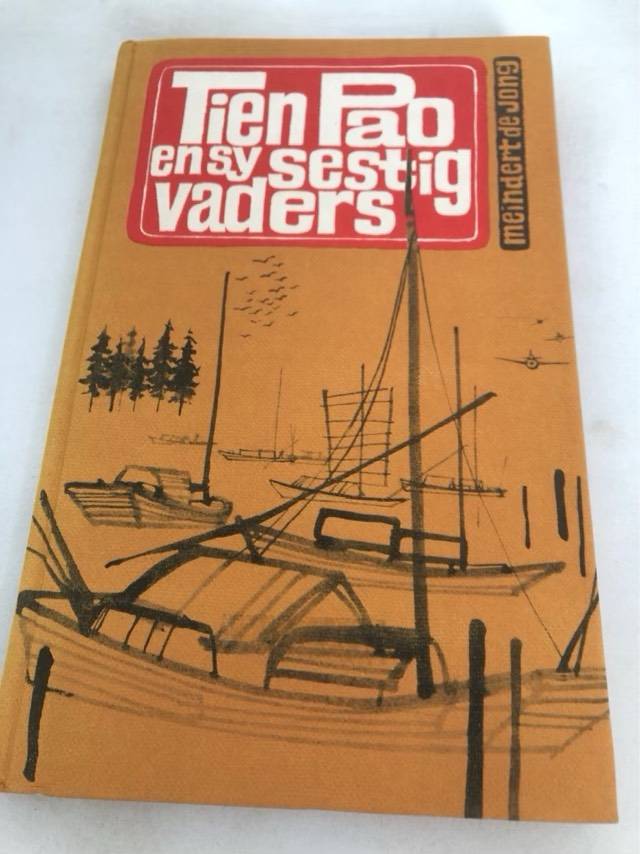 Tien Pao
en sy sestig
vaders
meindert de Jong